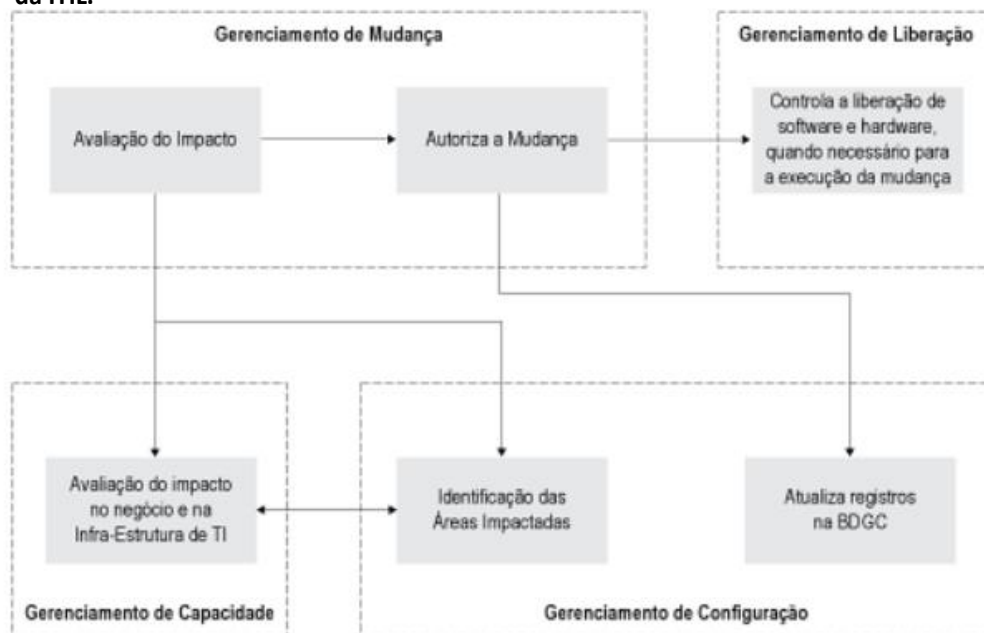 da ITIL.
Gerenciamento de Mudança
Gerenciamento de Liberação
Avaliação do Impacto
Autoriza a Mudança
Controla a liberação de
software e hardware,
quando necessário para
a execução da mudança
Avaliação do impacto
no negócio e na
Infra-Estrutura de TI
Identificação das
Áreas Impactadas
Atualiza registros
na BDGC
Gerenciamento de Capacidade
Gerenciamento de Configuração